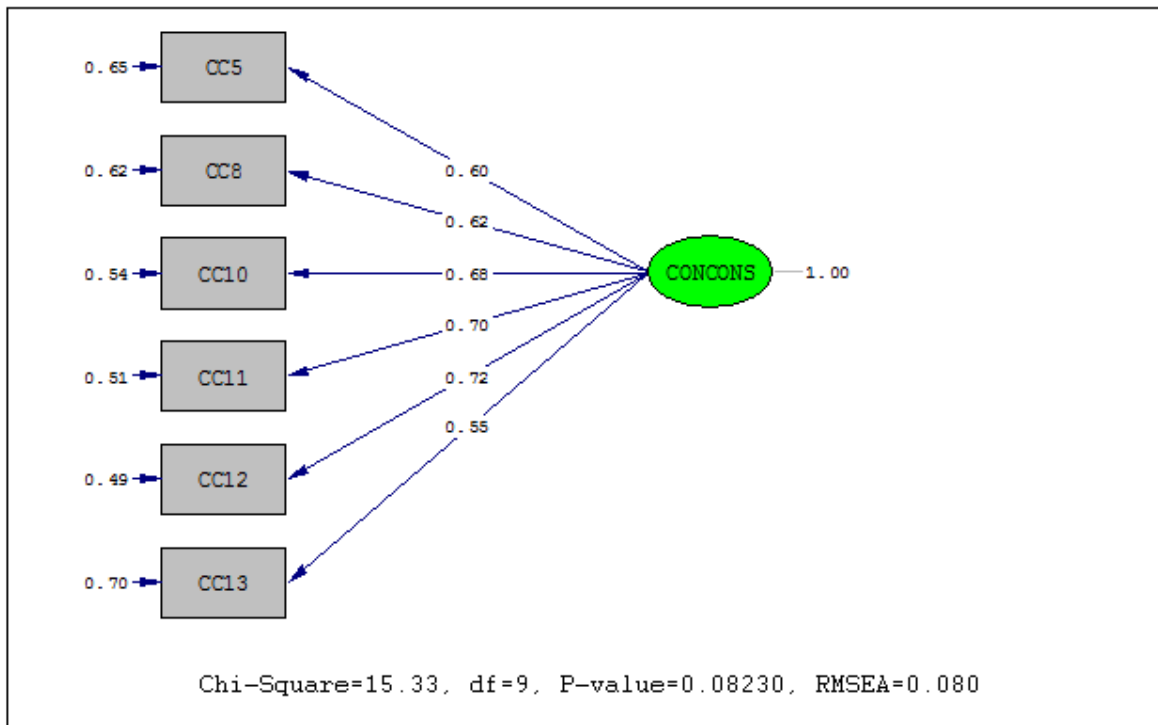 0.65 CC5
0.62 CC8 0.60
0.62
0.54 CC10 0.68 CONCONS 1.00
0.70
0.51 CC11 0.72
0.55
0.49 CC12
0.70 CC13
Chi-Square=15.33, df=9, P-value=0.08230, RMSEA=0.080